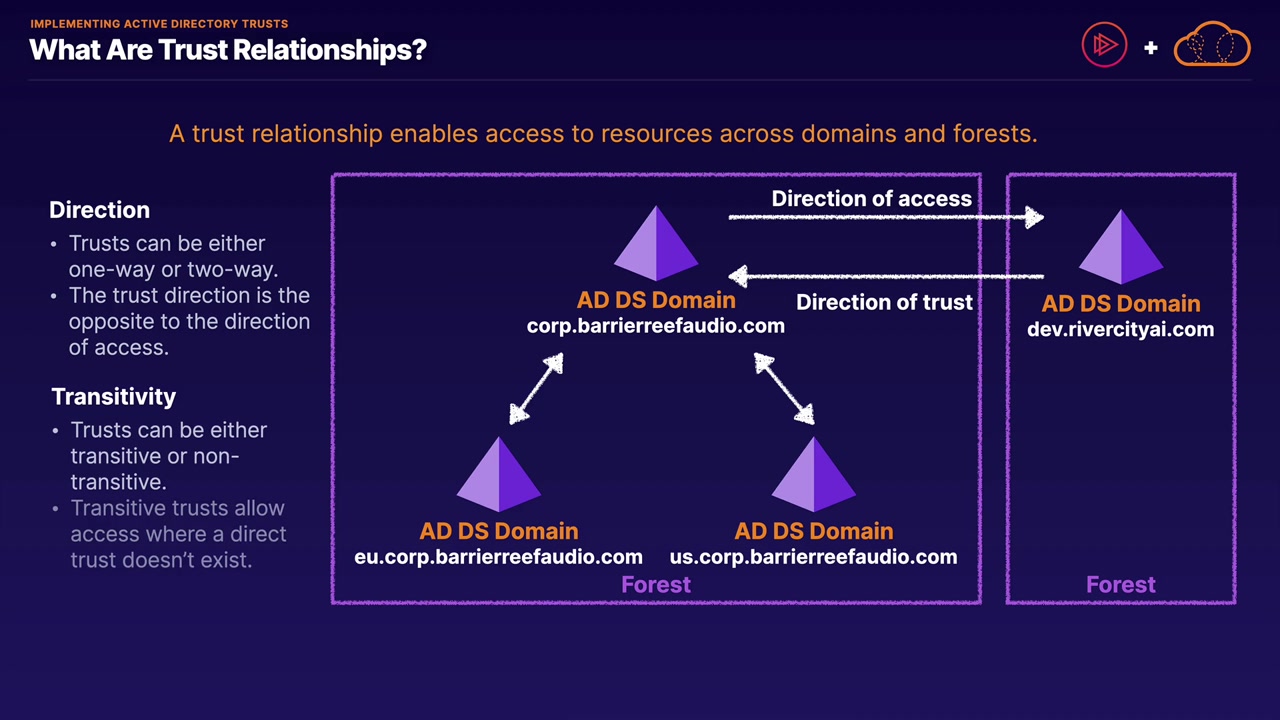 IMPLEMENTING ACTIVE DIRECTORY TRUSTS
What Are Trust Relationships?
+
A trust relationship enables access to resources across domains and forests.
Direction
• Trusts can be either
one-way or two-way.
• The trust direction is the
opposite to the direction
of access.
Transitivity
• Trusts can be either
transitive or non-
transitive.
• Transitive trusts allow
access where a direct
trust doesn’t exist.
Direction of access
Direction of trust
AD DS Domain
corp.barrierreefaudio.com
AD DS Domain
eu.corp.barrierreefaudio.com
AD DS Domain
us.corp.barrierreefaudio.com
Forest
AD DS Domain
dev.rivercityai.com
Forest